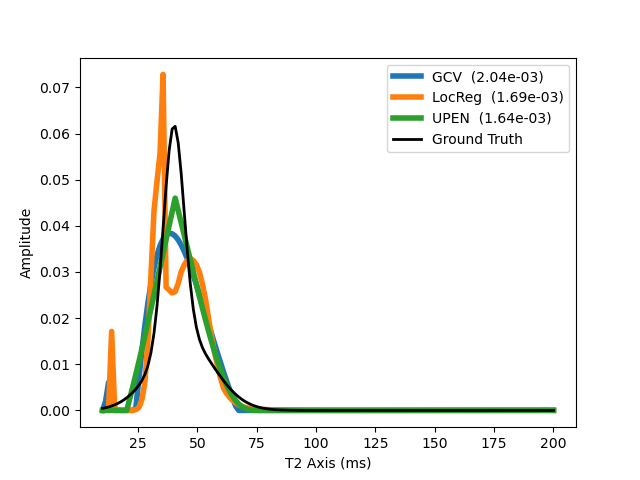 GCV (2.04e-03)
LocReg (1.69e-03)
UPEN (1.64e-03)
Ground Truth
Amplitude
0.07
0.06
0.05
0.04
0.03
0.02
0.01
0.00
25 50 75 100 125 150 175 200
T2 Axis (ms)